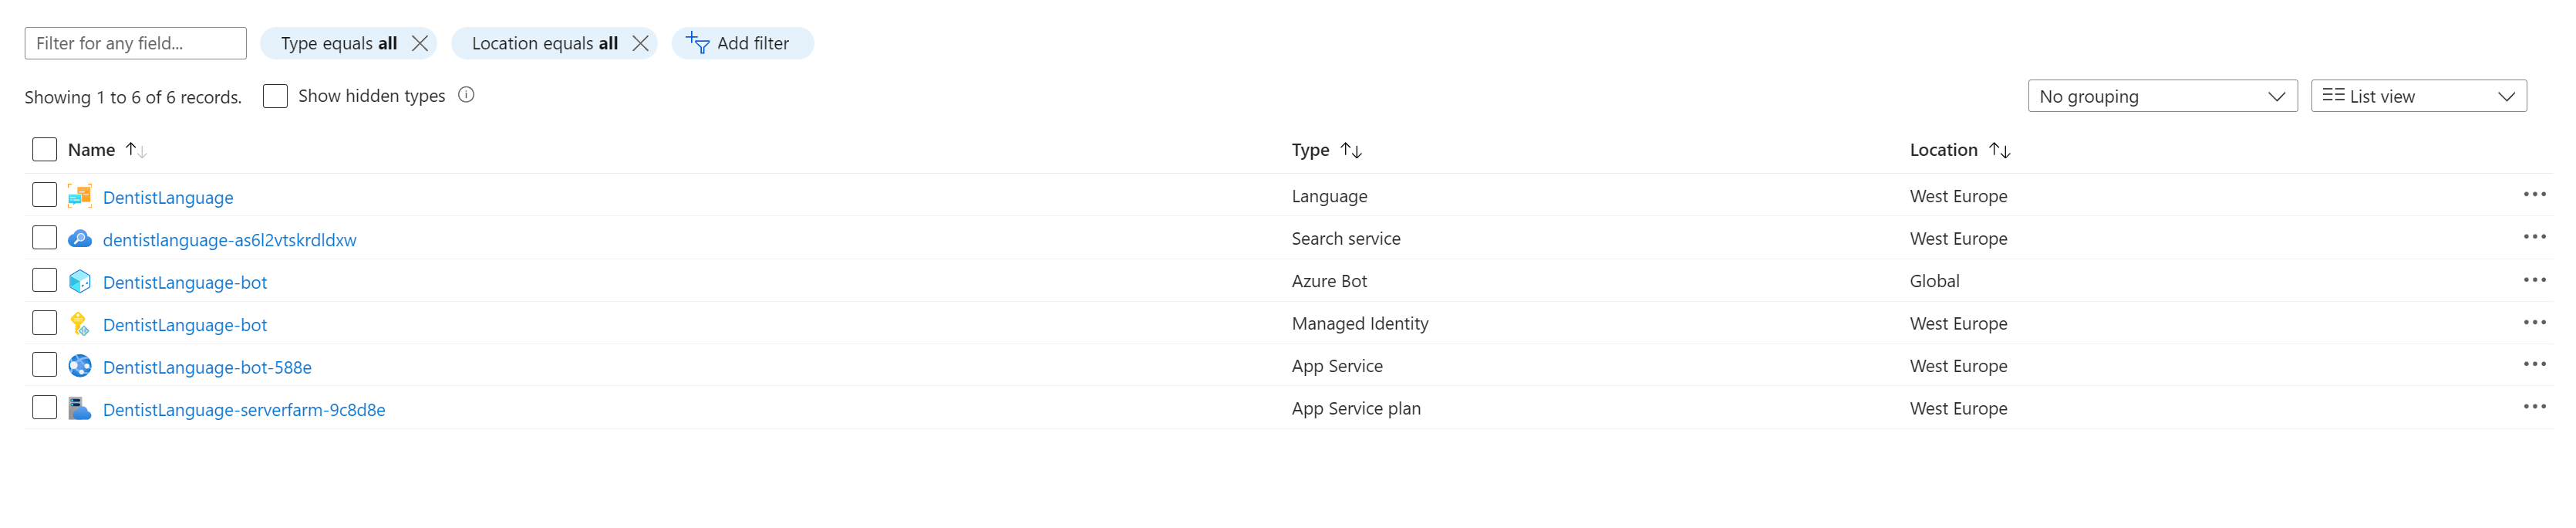 Filter for any field...
Type equals all
Location equals all
Add filter
Showing 1 to 6 of 6 records.
Show hidden types
No grouping
List view
Name Type Location
DentistLanguage Language West Europe
dentistlanguage-as6l2vtskrdldxw Search service West Europe
DentistLanguage-bot Azure Bot Global
DentistLanguage-bot Managed Identity West Europe
DentistLanguage-bot-588e App Service West Europe
DentistLanguage-serverfarm-9c8d8e App Service plan West Europe